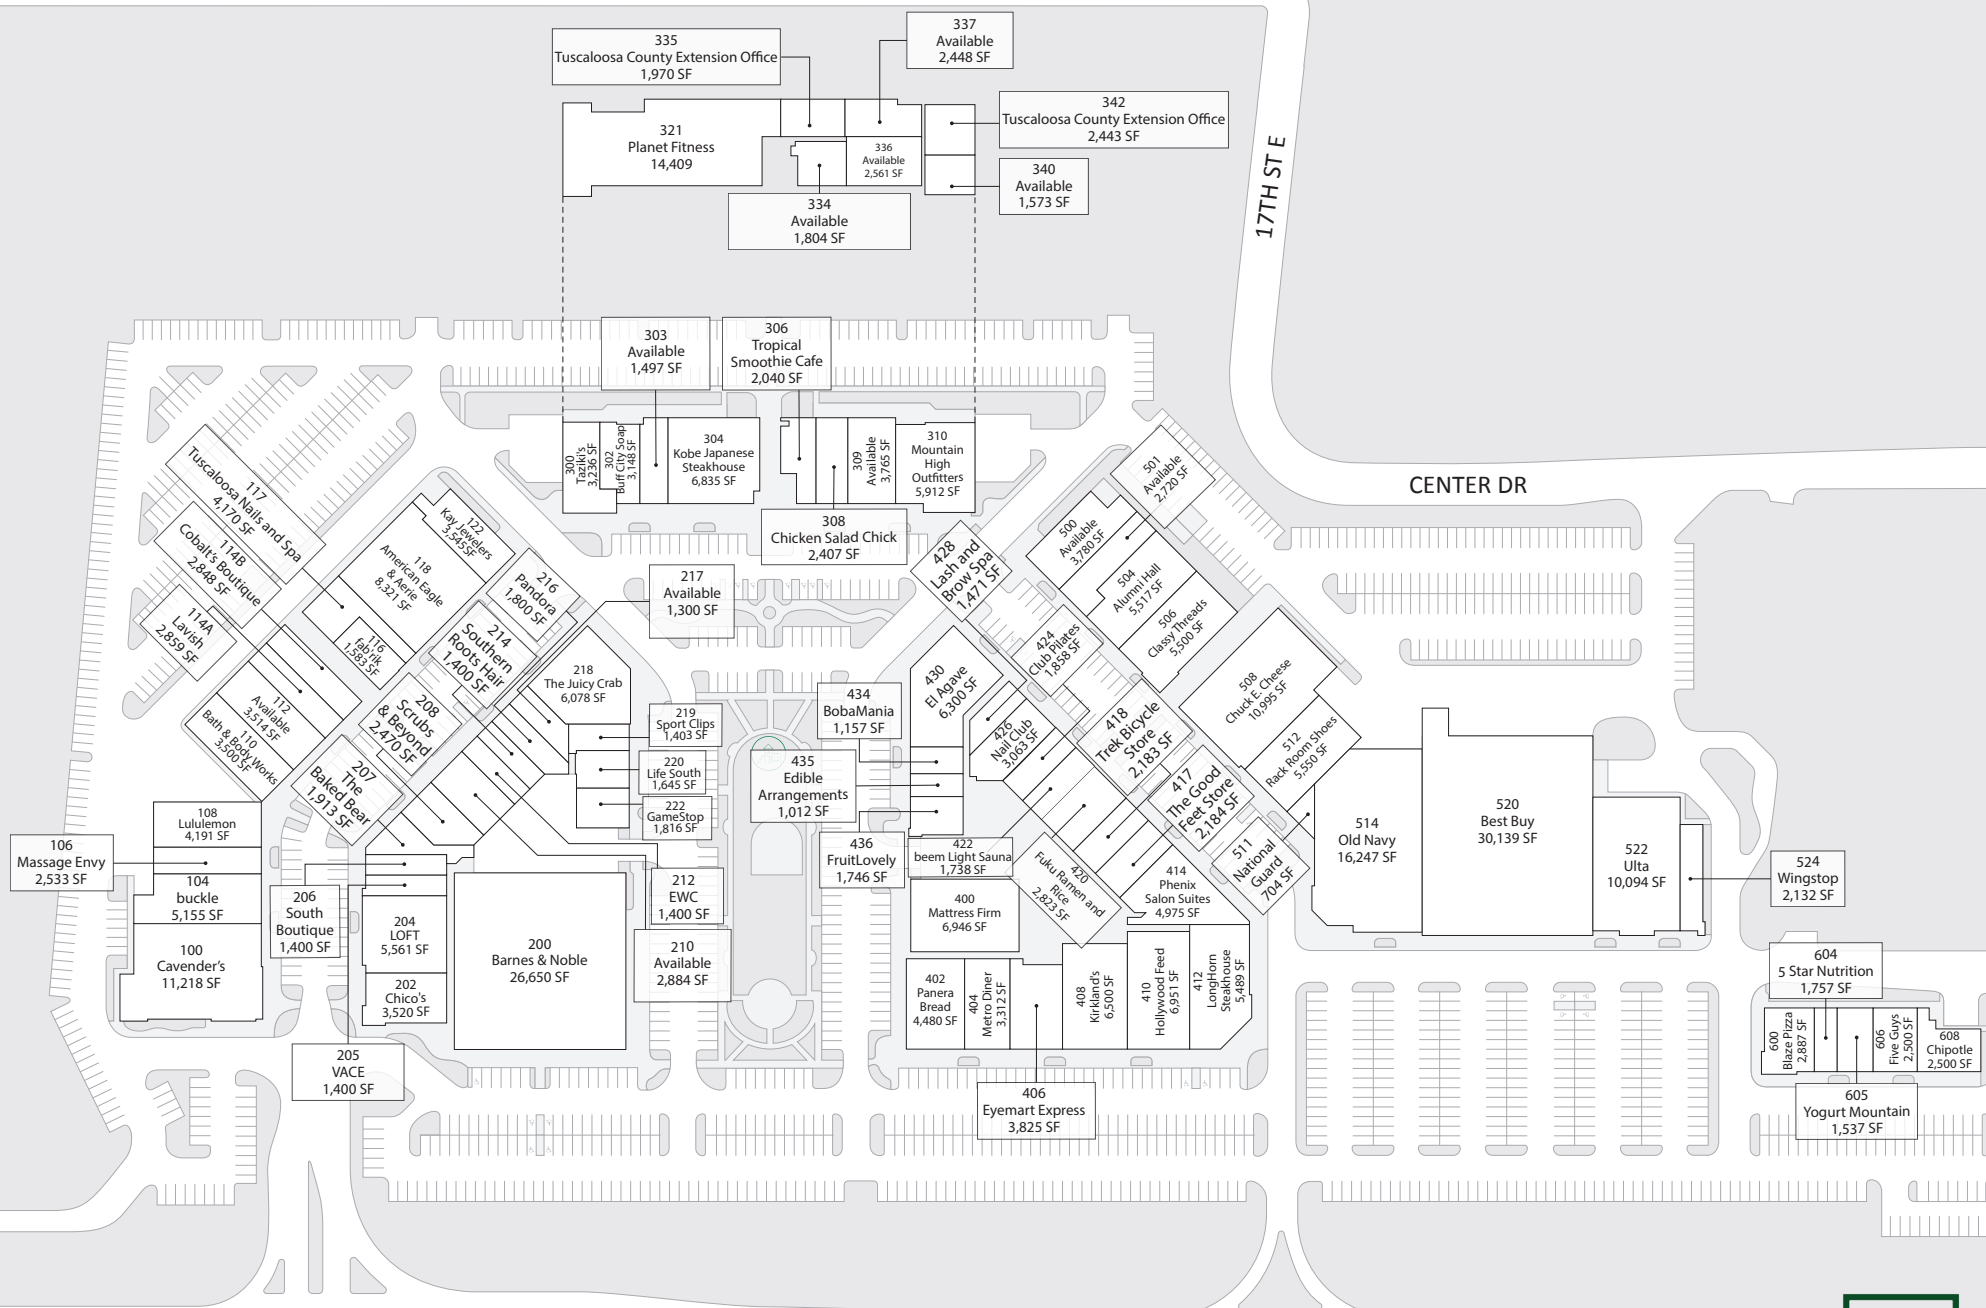 335
Tuscaloosa County Extension Office
1,970 SF
337
Available
2,448 SF
321
Planet Fitness
14,409
336
Available
2,561 SF
342
Tuscaloosa County Extension Office
2,443 SF
340
Available
1,573 SF
334
Available
1,804 SF
17TH ST E
CENTER DR
303
Available
1,497 SF
306
Tropical
Smoothie Cafe
2,040 SF
300
Taziki's
3,236 SF
302
Buff City Soap
3,148 SF
304
Kobe Japanese
Steakhouse
6,835 SF
309
Available
3,765 SF
310
Mountain
High
Outfitters
5,912 SF
308
Chicken Salad Chick
2,407 SF
117
Tuscaloosa Nails and Spa
4,170 SF
114B
Cobalt's Boutique
2,848 SF
114A
Lavish
2,859 SF
122
Kay Jewelers
3,545SF
118
American Eagle
& Aerie
8,321 SF
116
fab'rik
1,583 SF
112
Available
3,514 SF
110
Bath & Body Works
3,500 SF
108
Lululemon
4,191 SF
106
Massage Envy
2,533 SF
104
buckle
5,155 SF
100
Cavender's
11,218 SF
216
Pandora
1,800 SF
214
Southern
Roots Hair
1,400 SF
208
Scrubs
& Beyond
2,470 SF
207
The
Baked Bear
1,913 SF
217
Available
1,300 SF
218
The Juicy Crab
6,078 SF
219
Sport Clips
1,403 SF
220
Life South
1,645 SF
222
GameStop
1,816 SF
212
EWC
1,400 SF
210
Available
2,884 SF
206
South
Boutique
1,400 SF
204
LOFT
5,561 SF
202
Chico's
3,520 SF
200
Barnes & Noble
26,650 SF
205
VACE
1,400 SF
428
Lash and
Brow Spa
1,471 SF
424
Club Pilates
1,858 SF
430
El Agave
6,300 SF
426
Nail Club
3,063 SF
434
BobaMania
1,157 SF
435
Edible
Arrangements
1,012 SF
436
FruitLovely
1,746 SF
422
beem Light Sauna
1,738 SF
418
Trek Bicycle
Store
2,183 SF
417
The Good
Feet Store
2,184 SF
420
Fuku Ramen and
Rice
2,823 SF
414
Phenix
Salon Suites
4,975 SF
400
Mattress Firm
6,946 SF
402
Panera
Bread
4,480 SF
404
Metro Diner
3,312 SF
406
Eyemart Express
3,825 SF
408
Kirkland's
6,500 SF
410
Hollywood Feed
6,951 SF
412
LongHorn
Steakhouse
5,489 SF
501
Available
2,720 SF
500
Available
3,780 SF
504
Alumni Hall
5,517 SF
506
Classy Threads
5,500 SF
508
Chuck E. Cheese
10,995 SF
512
Rack Room Shoes
5,550 SF
511
National
Guard
704 SF
514
Old Navy
16,247 SF
520
Best Buy
30,139 SF
522
Ulta
10,094 SF
524
Wingstop
2,132 SF
604
5 Star Nutrition
1,757 SF
600
Blaze Pizza
2,887 SF
606
Five Guys
2,500 SF
608
Chipotle
2,500 SF
605
Yogurt Mountain
1,537 SF